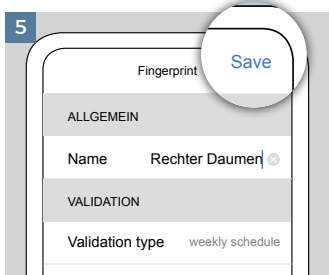 5
Fingerprint Save
ALLGEMEIN
Name Rechter Daumen
VALIDATION
Validation type weekly schedule